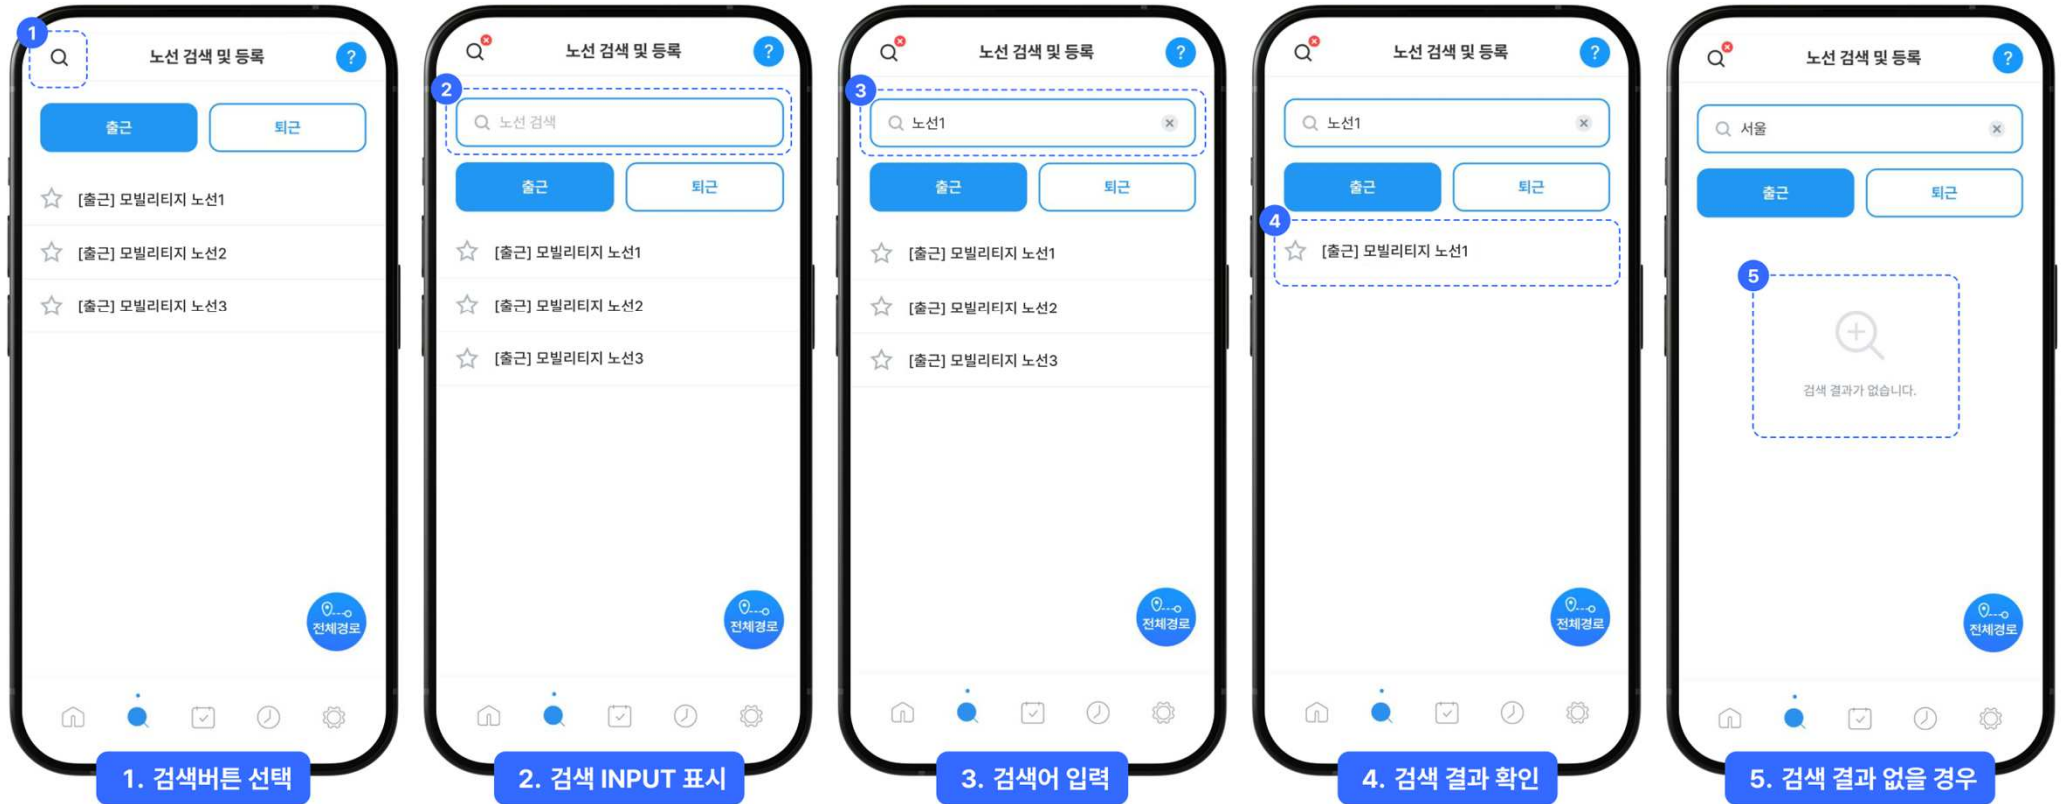 1
노선 검색 및 등록
?
출근
퇴근
[출근] 모빌리티지 노선1
[출근] 모빌리티지 노선2
[출근] 모빌리티지 노선3
전체경로
1. 검색버튼 선택
노선 검색 및 등록
?
2
노선 검색
출근
퇴근
[출근] 모빌리티지 노선1
[출근] 모빌리티지 노선2
[출근] 모빌리티지 노선3
전체경로
2. 검색 INPUT 표시
노선 검색 및 등록
?
3
노선1
출근
퇴근
[출근] 모빌리티지 노선1
[출근] 모빌리티지 노선2
[출근] 모빌리티지 노선3
전체경로
3. 검색어 입력
노선 검색 및 등록
?
노선1
출근
퇴근
4
[출근] 모빌리티지 노선1
전체경로
4. 검색 결과 확인
노선 검색 및 등록
?
서울
출근
퇴근
5
검색 결과가 없습니다.
전체경로
5. 검색 결과 없을 경우